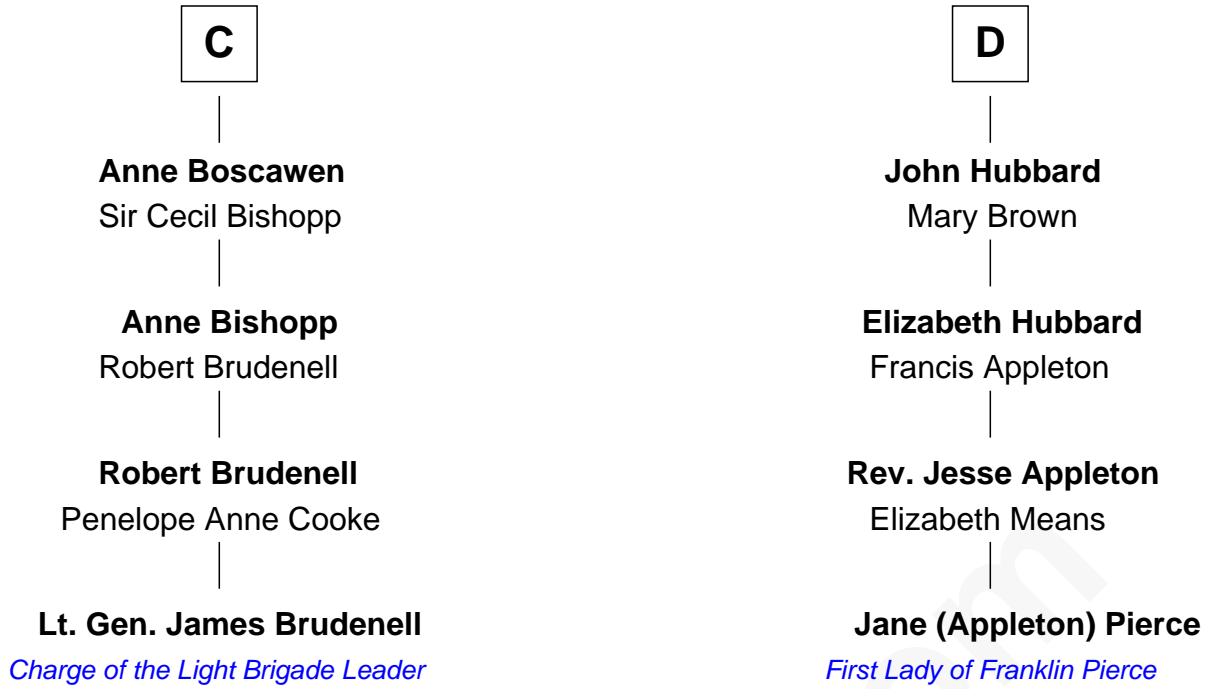 C
Anne Boscawen
Sir Cecil Bishopp
Anne Bishopp
Robert Brudenell
Robert Brudenell
Penelope Anne Cooke
Lt. Gen. James Brudenell
Charge of the Light Brigade Leader
D
John Hubbard
Mary Brown
Elizabeth Hubbard
Francis Appleton
Rev. Jesse Appleton
Elizabeth Means
Jane (Appleton) Pierce
First Lady of Franklin Pierce